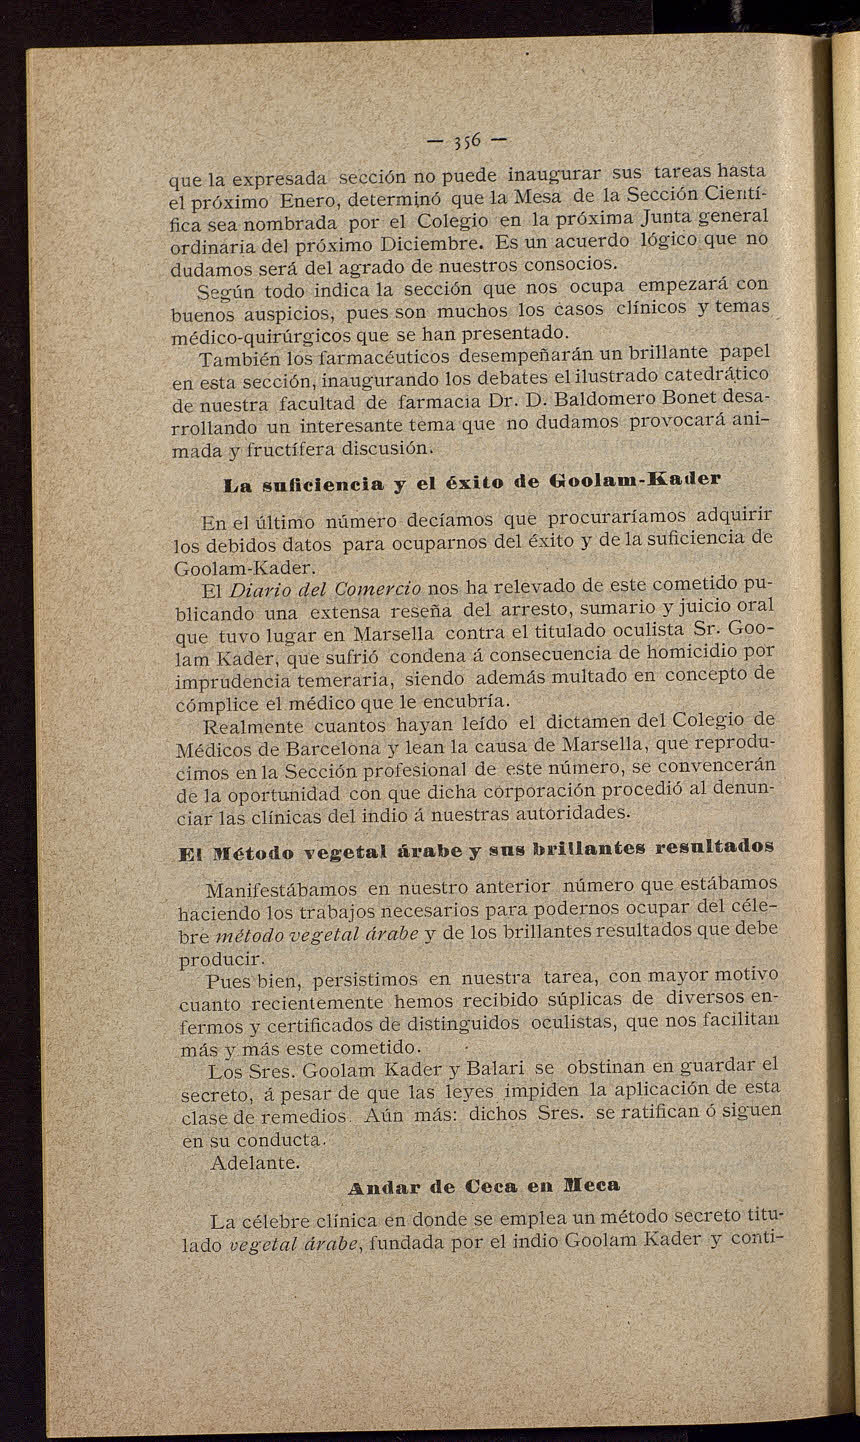 — 356 —
que la expresada sección no puede inaugurar sus tareas hasta
el próximo Enero, determinó que la Mesa de la Sección Cientí-
fica sea nombrada por el Colegio en la próxima Junta general
ordinaria del próximo Diciembre. Es un acuerdo lógico que no
dudamos será del agrado de nuestros consocios.
Según todo indica la sección que nos ocupa empezará con
buenos auspicios, pues son muchos los casos clínicos y temas
médico-quirúrgicos que se han presentado.
También los farmacéuticos desempeñarán un brillante papel
en esta sección, inaugurando los debates el ilustrado catedrático
de nuestra facultad de farmacia Dr. D. Baldomero Bonet desa-
rrollando un interesante tema que no dudamos provocará ani-
mada y fructífera discusión.
La suficiencia y el éxito de Goolam-Kader
En el último número decíamos que procuraríamos adquirir
los debidos datos para ocuparnos del éxito y de la suficiencia de
Goolam-Kader.
El Diario del Comercio nos ha relevado de este cometido pu-
blicando una extensa reseña del arresto, sumario y juicio oral
que tuvo lugar en Marsella contra el titulado oculista Sr. Goo-
lam Kader, que sufrió condena á consecuencia de homicidio por
imprudencia temeraria, siendo además multado en concepto de
cómplice el médico que le encubría.
Realmente cuantos hayan leído el dictamen del Colegio de
Médicos de Barcelona y lean la causa de Marsella, que reprodu-
cimos en la Sección profesional de este número, se convencerán
de la oportunidad con que dicha corporación procedió al denun-
ciar las clínicas del indio á nuestras autoridades.
El Método vegetal árabe y sus brillantes resultados
Manifestábamos en nuestro anterior número que estábamos
haciendo los trabajos necesarios para podernos ocupar del céle-
bre método vegetal árabe y de los brillantes resultados que debe
producir.
Pues bien, persistimos en nuestra tarea, con mayor motivo
cuanto recientemente hemos recibido súplicas de diversos en-
fermos y certificados de distinguidos oculistas, que nos facilitan
más y más este cometido.
Los Sres. Goolam Kader y Balari se obstinan en guardar el
secreto, á pesar de que las leyes impiden la aplicación de esta
clase de remedios. Aún más: dichos Sres. se ratifican ó siguen
en su conducta.
Adelante.
Andar de Ceca en Meca
La célebre clínica en donde se emplea un método secreto titu-
lado vegetal árabe, fundada por el indio Goolam Kader y conti-